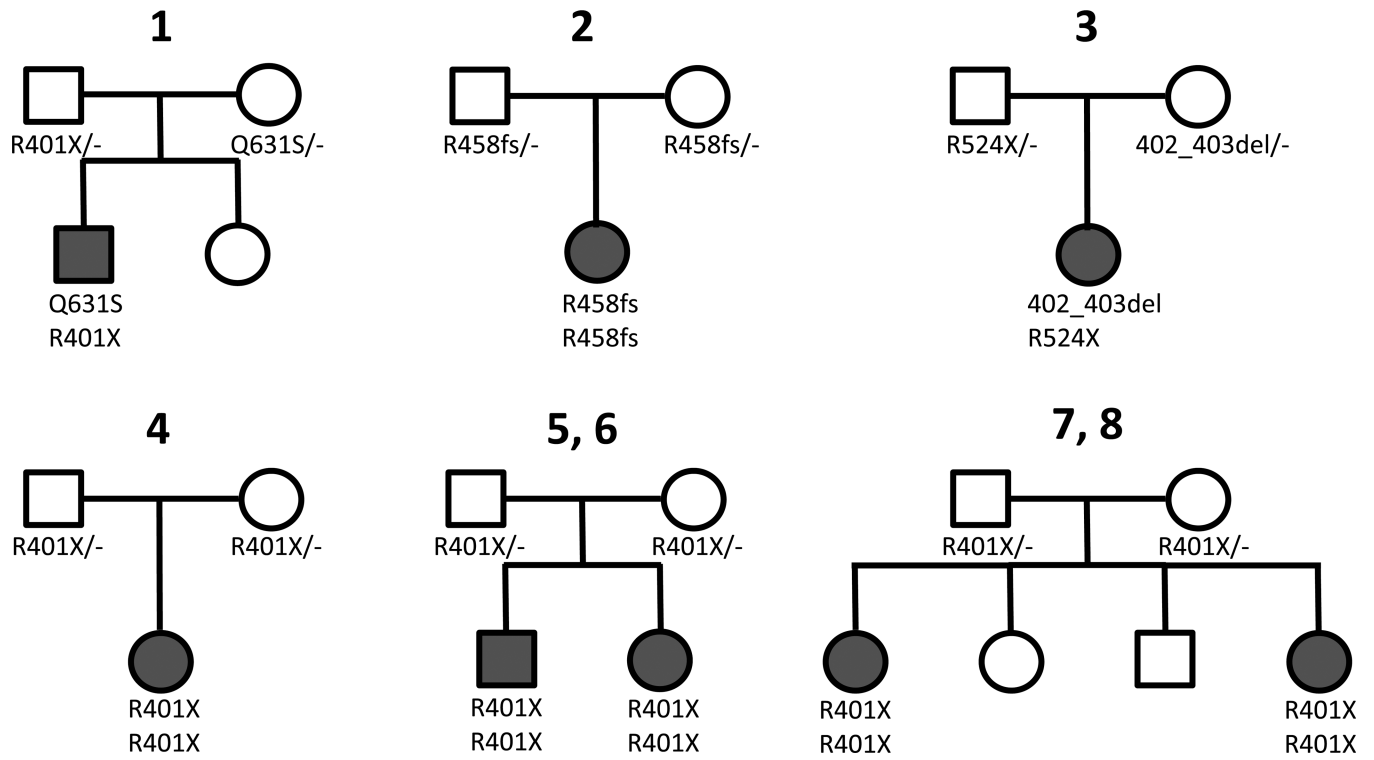 1
R401X/-
Q631S/-
Q631S
R401X
2
R458fs/-
R458fs/-
R458fs
R458fs
3
R524X/-
402_403del/-
402_403del
R524X
4
R401X/-
R401X/-
R401X
R401X
5, 6
R401X/-
R401X/-
R401X
R401X
R401X
R401X
7, 8
R401X/-
R401X/-
R401X
R401X
R401X
R401X